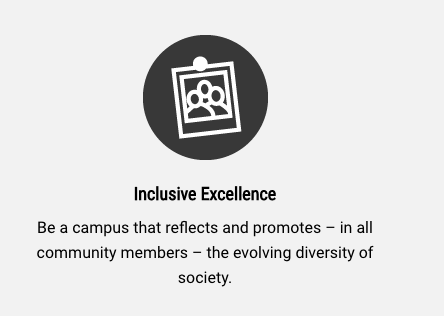 Inclusive Excellence
Be a campus that reflects and promotes – in all
community members – the evolving diversity of
society.